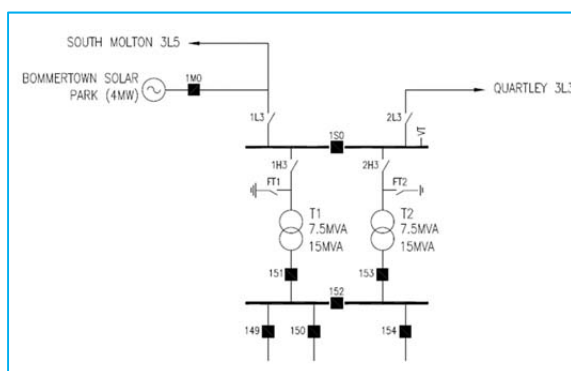 SOUTH MOLTON 3L5
BOMMERTOWN SOLAR
PARK (4MW)
1M0
QUARTLEY 3L3
1L3
2L3
1S0
VT
1H3
2H3
FT1
FT2
T1
7.5MVA
15MVA
T2
7.5MVA
15MVA
151
153
152
149
150
154